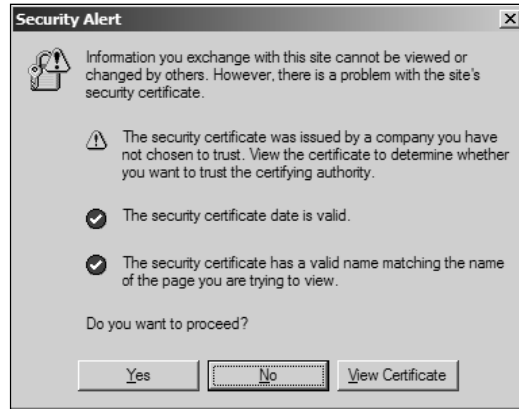 Security Alert
Information you exchange with this site cannot be viewed or
changed by others. However, there is a problem with the site's
security certificate.
The security certificate was issued by a company you have
not chosen to trust. View the certificate to determine whether
you want to trust the certifying authority.
The security certificate date is valid.
The security certificate has a valid name matching the name
of the page you are trying to view.
Do you want to proceed?
Yes No View Certificate